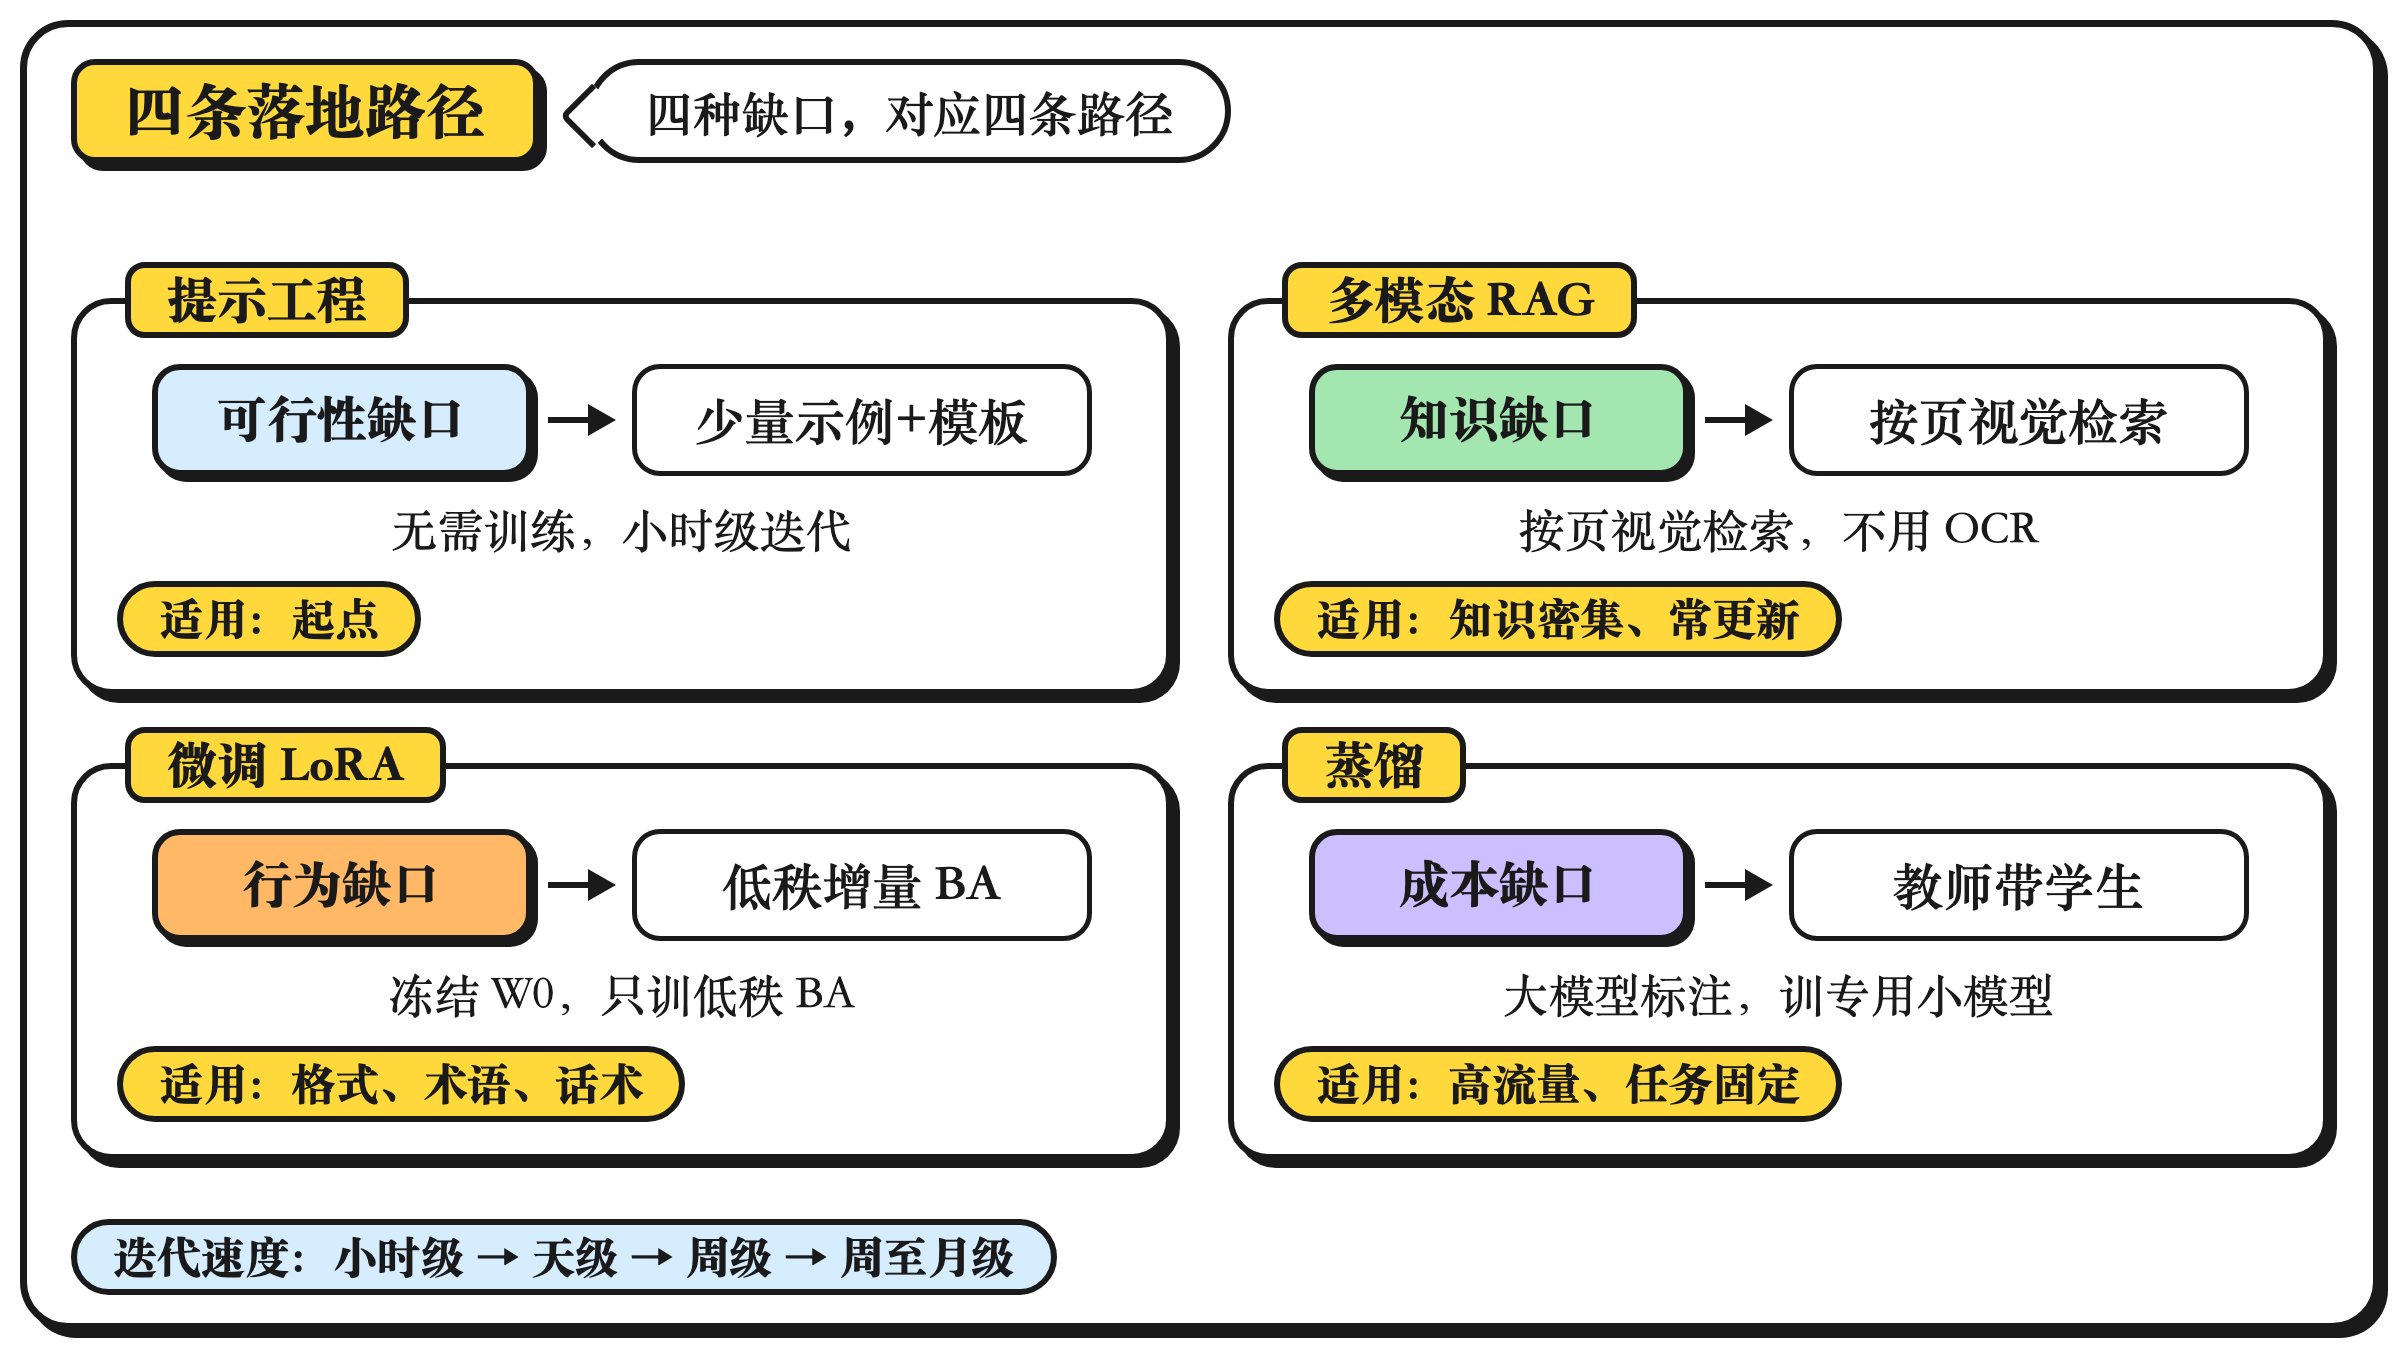 四条落地路径
四种缺口，对应四条路径
提示工程
可行性缺口 → 少量示例+模板
无需训练，小时级迭代
适用：起点
多模态 RAG
知识缺口 → 按页视觉检索
按页视觉检索，不用 OCR
适用：知识密集、常更新
微调 LoRA
行为缺口 → 低秩增量 BA
冻结 W0，只训低秩 BA
适用：格式、术语、话术
蒸馏
成本缺口 → 教师带学生
大模型标注，训专用小模型
适用：高流量、任务固定
迭代速度：小时级 → 天级 → 周级 → 周至月级